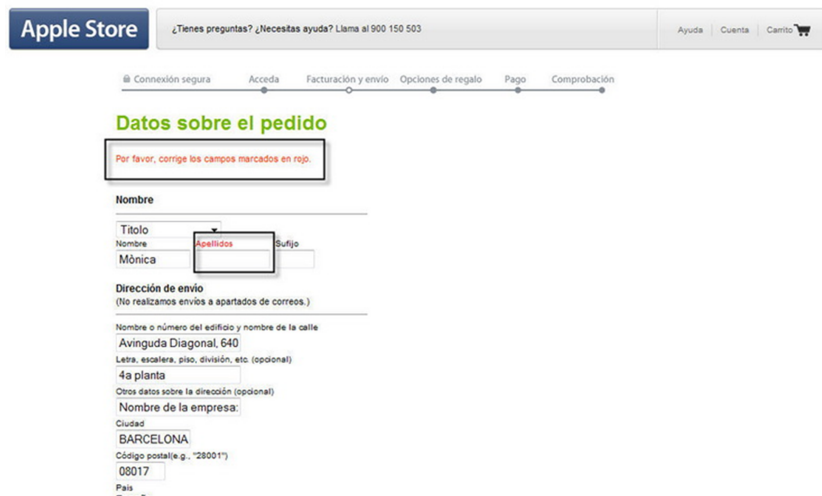 Apple Store
¿Tienes preguntas? ¿Necesitas ayuda? Llama al 900 150 503
Ayuda Cuenta Carrito
Connexión segura Acceda Facturación y envío Opciones de regalo Pago Comprobación
Datos sobre el pedido
Por favor, corrige los campos marcados en rojo.
Nombre
Titolo
Nombre Apellidos Sufijo
Mònica
Dirección de envío
(No realizamos envíos a apartados de correos.)
Nombre o número del edificio y nombre de la calle
Avinguda Diagonal, 640
Letra, escalera, piso, división, etc. (opcional)
4a planta
Otros datos sobre la dirección (opcional)
Nombre de la empresa:
Ciudad
BARCELONA
Código postal(e.g., "28001")
08017
País